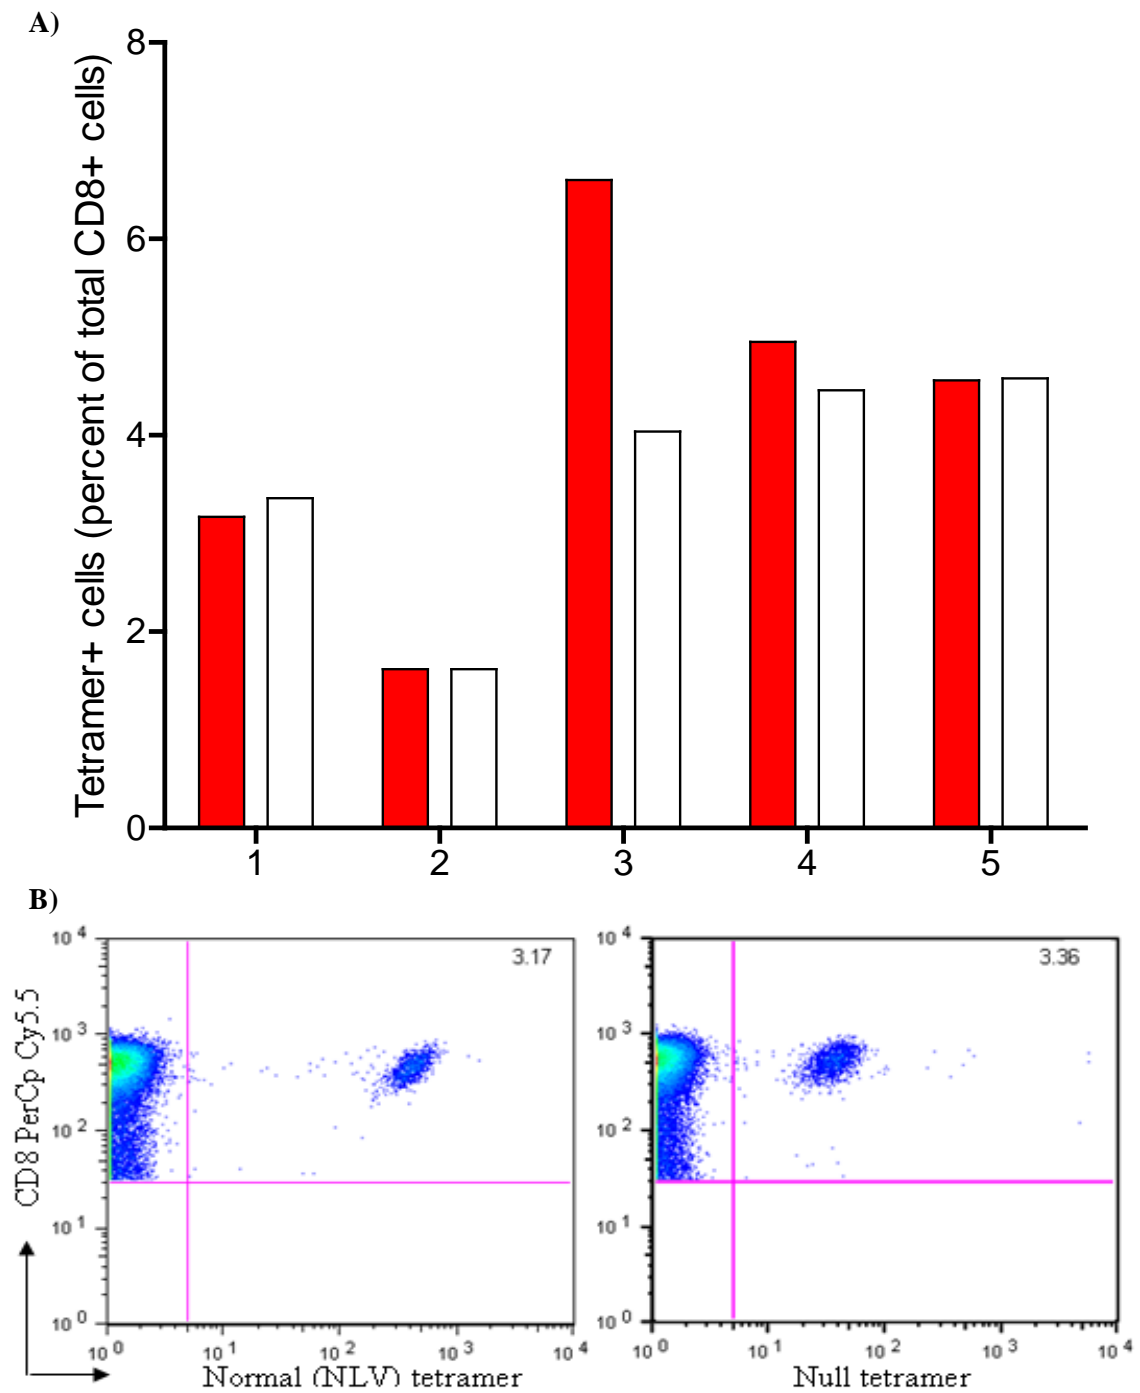 A)
Tetramer+ cells (percent of total CD8+ cells)
8
6
4
2
0
1 2 3 4 5
B)
CD8 PerCp Cy5.5
10 4
10 3
10 2
10 1
10 0
3.17
10 0 10 1 10 2 10 3 10 4
Normal (NLV) tetramer
10 4
10 3
10 2
10 1
10 0
3.36
10 0 10 1 10 2 10 3 10 4
Null tetramer